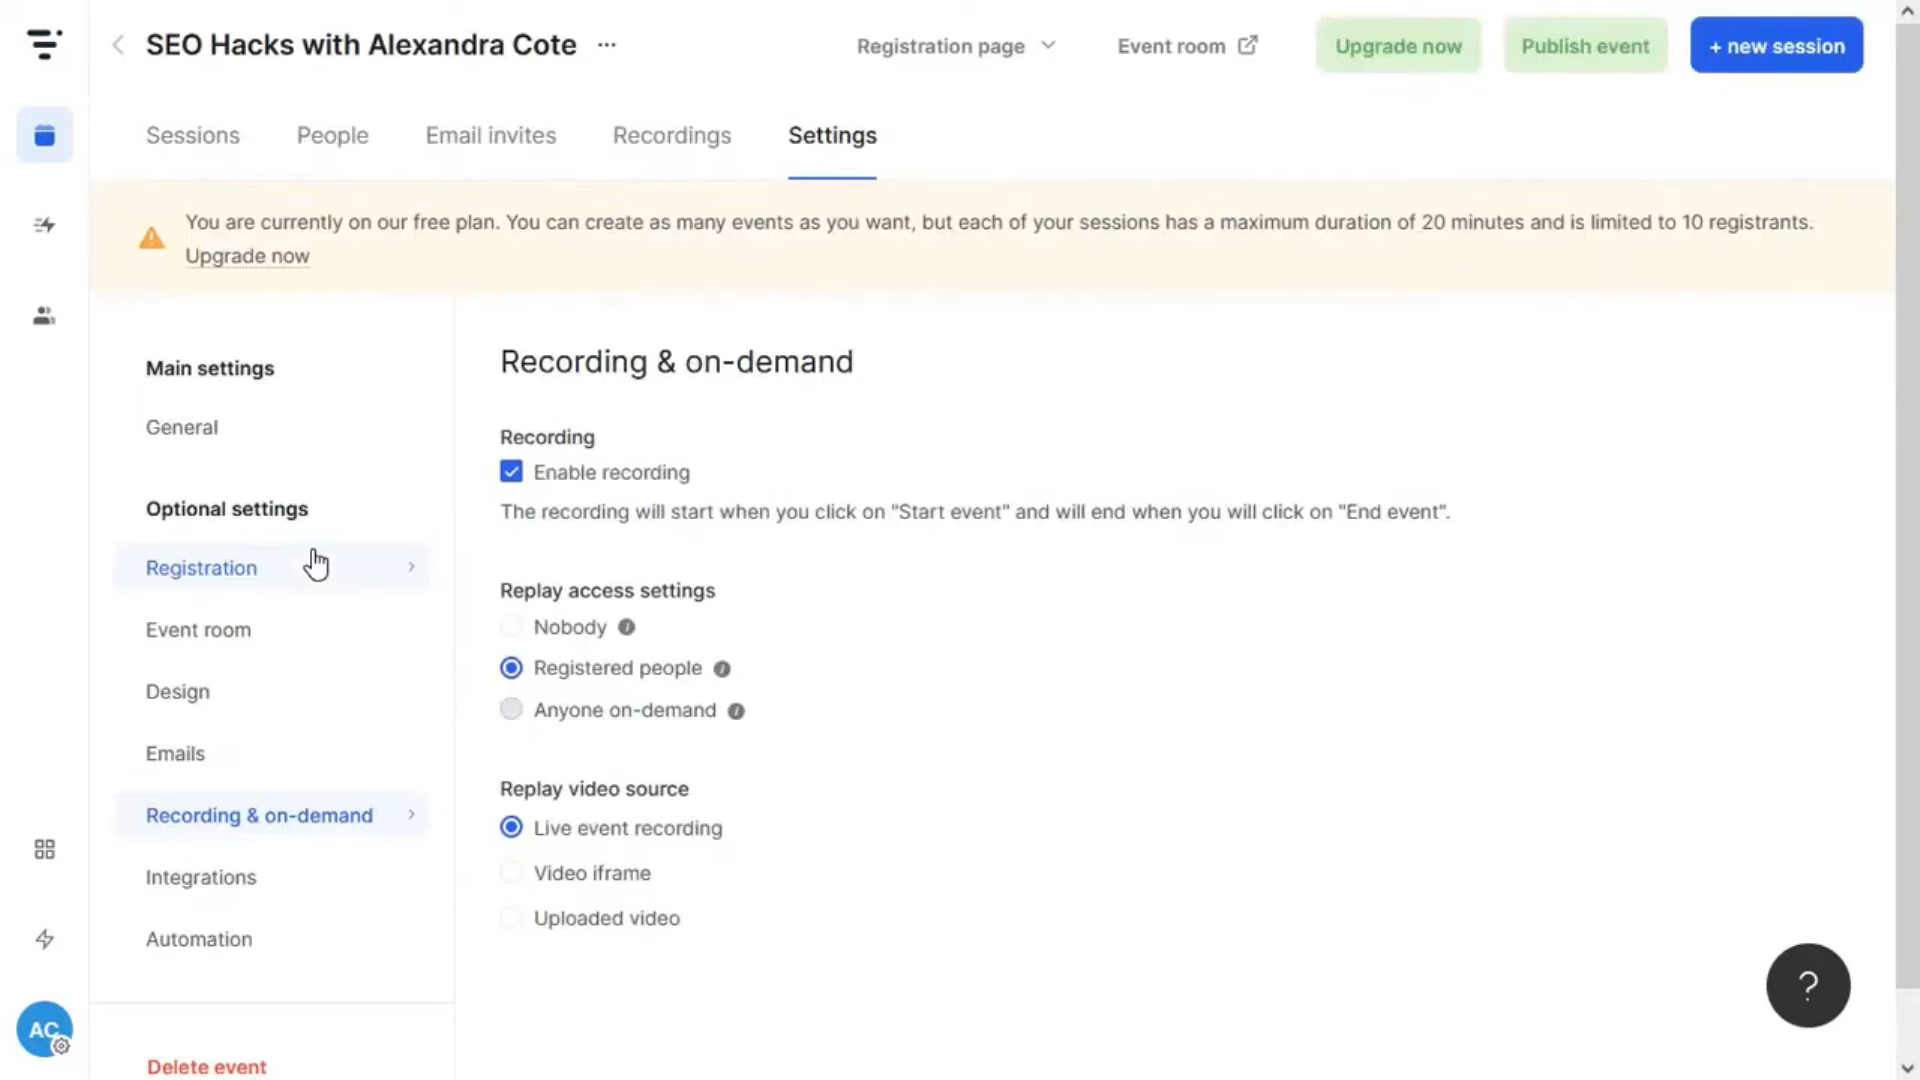 SEO Hacks with Alexandra Cote ...
Registration page
Event room
Upgrade now
Publish event
+ new session
Sessions
People
Email invites
Recordings
Settings
You are currently on our free plan. You can create as many events as you want, but each of your sessions has a maximum duration of 20 minutes and is limited to 10 registrants.
Upgrade now
Main settings
General
Optional settings
Registration
Event room
Design
Emails
Recording & on-demand
Integrations
Automation
Delete event
AC
Recording & on-demand
Recording
Enable recording
The recording will start when you click on "Start event" and will end when you will click on "End event".
Replay access settings
Nobody
Registered people
Anyone on-demand
Replay video source
Live event recording
Video iframe
Uploaded video
?